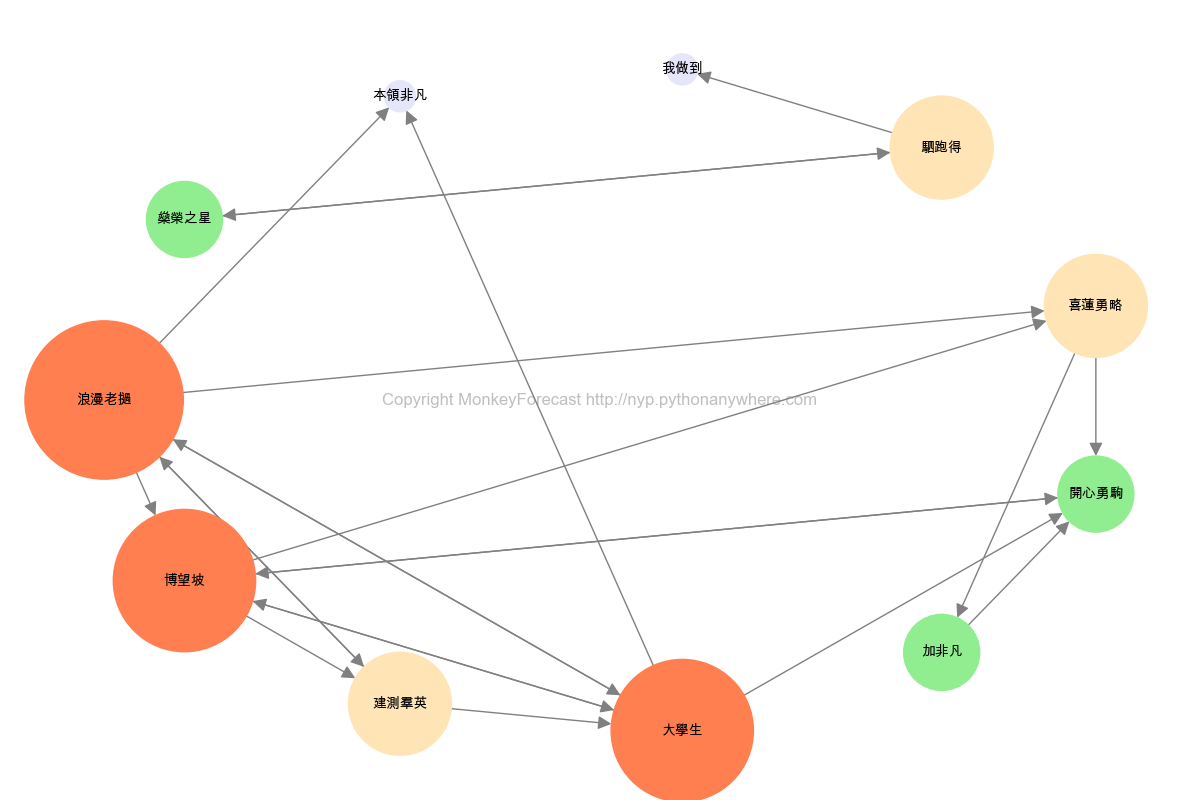 我做到
本領非凡
駟跑得
燊榮之星
喜蓮勇略
浪漫老撾
Copyright MonkeyForecast http://nyp.pythonanywhere.com
開心勇駒
博望坡
加非凡
建測羣英
大學生